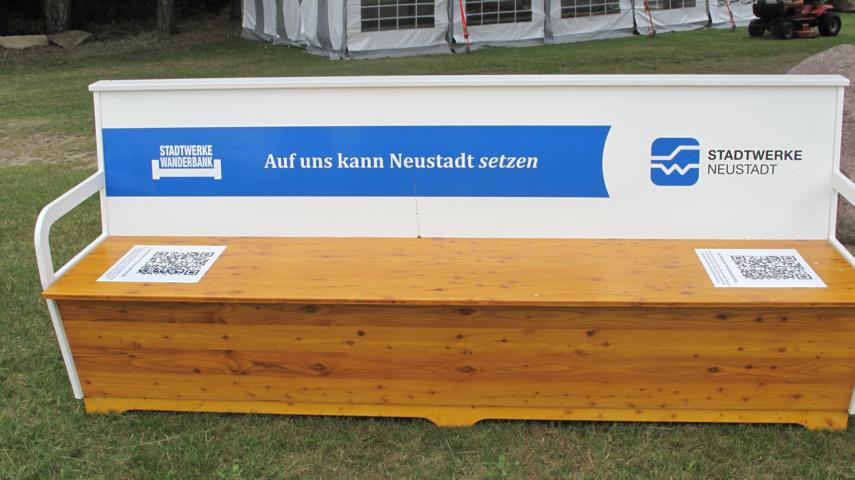 STADTWERKE
WANDERBANK
Auf uns kann Neustadt setzen
STADTWERKE
NEUSTADT